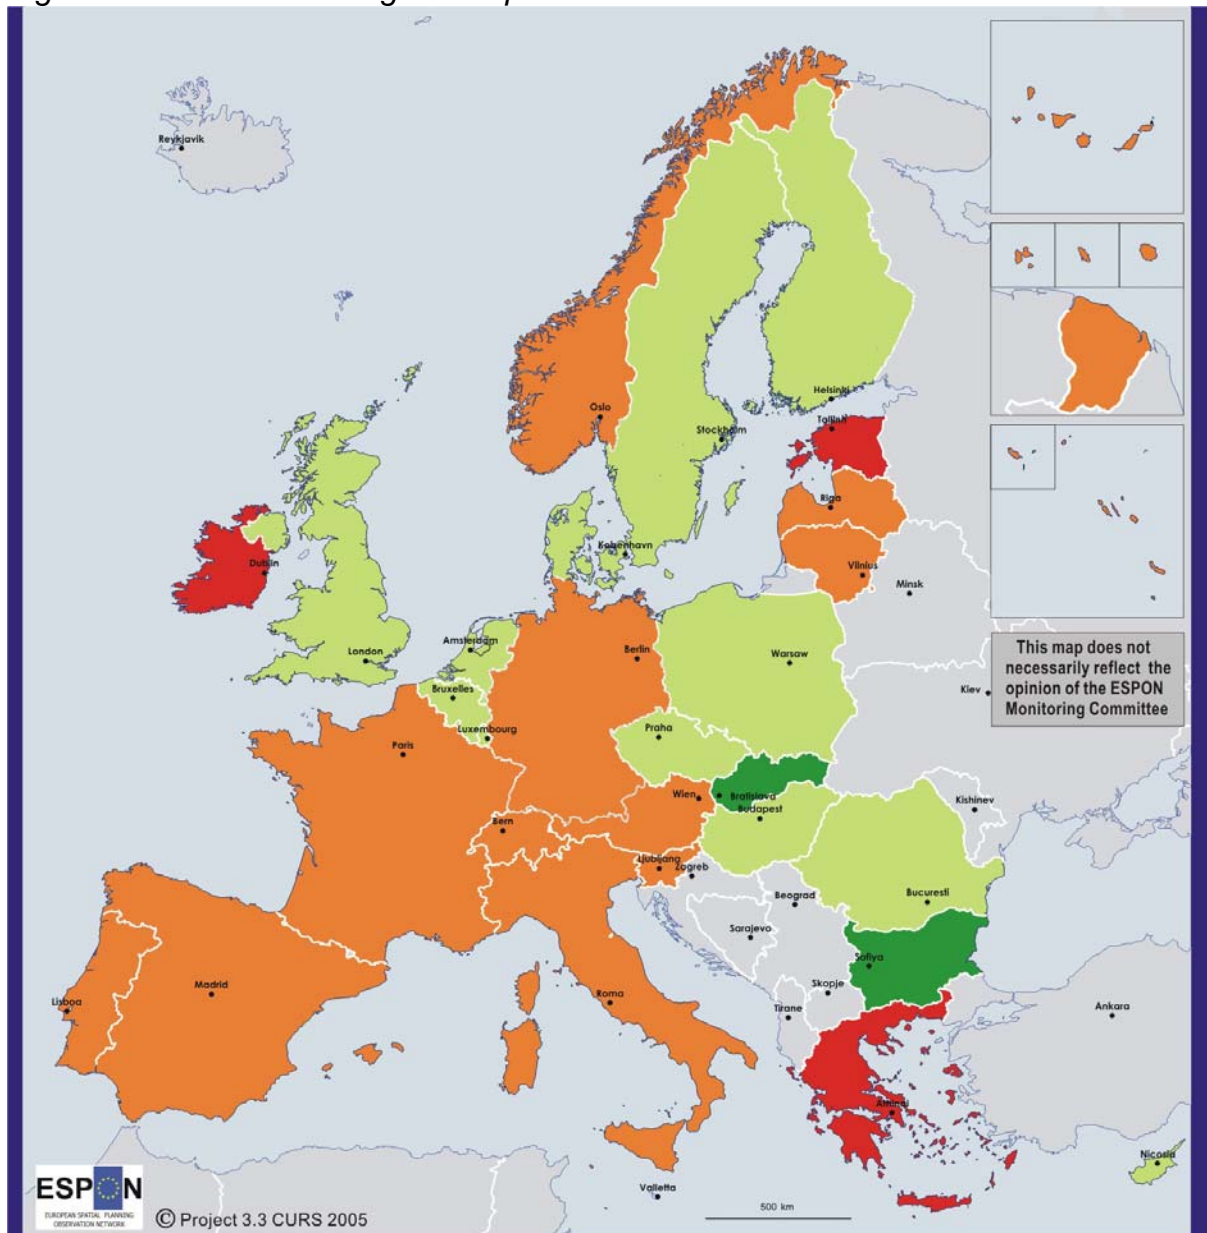 Reykjavik
Oslo
Helsinki
Tallinn
Stockholm
Riga
København
Vilnius
Minsk
Dublin
London
Amsterdam
Berlin
Warsaw
Kiev
Bruxelles
Luxembourg
Praha
Paris
Wien
Bratislava
Budapest
Kishinev
Bern
Ljubljana
Zagreb
Beograd
Bucuresti
Sarajevo
Sofiya
Skopje
Tirane
Ankara
Lisboa
Madrid
Roma
Athinai
Valletta
Nicosia
This map does not
necessarily reflect the
opinion of the ESPON
Monitoring Committee
500 km
ESPON
EUROPEAN SPATIAL PLANNING
OBSERVATION NETWORK
© Project 3.3 CURS 2005